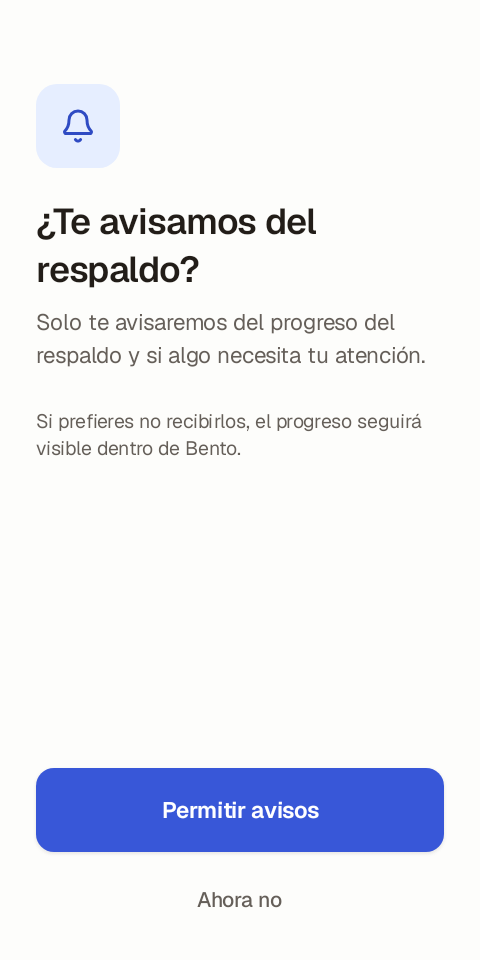 ¿Te avisamos del
respaldo?
Solo te avisaremos del progreso del
respaldo y si algo necesita tu atención.
Si prefieres no recibirlos, el progreso seguirá
visible dentro de Bento.
Permitir avisos
Ahora no